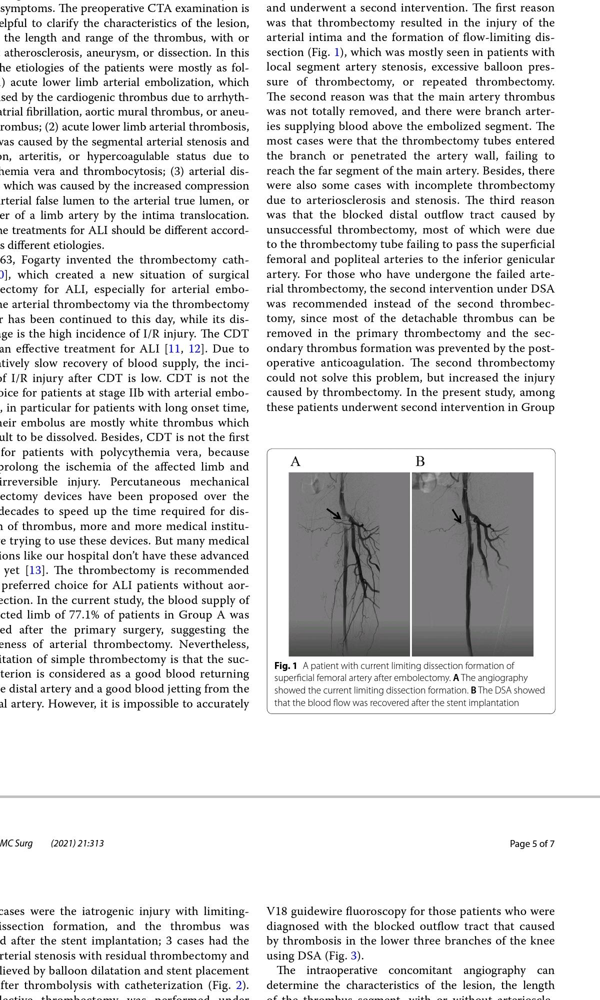 symptoms. The preoperative CTA examination is
elpful to clarify the characteristics of the lesion,
the length and range of the thrombus, with or
atherosclerosis, aneurysm, or dissection. In this
he etiologies of the patients were mostly as fol-
) acute lower limb arterial embolization, which
sed by the cardiogenic thrombus due to arrhyth-
atrial fibrillation, aortic mural thrombus, or aneu-
rombus; (2) acute lower limb arterial thrombosis,
was caused by the segmental arterial stenosis and
on, arteritis, or hypercoagulable status due to
hemia vera and thrombocytosis; (3) arterial dis-
which was caused by the increased compression
arterial false lumen to the arterial true lumen, or
er of a limb artery by the intima translocation.
he treatments for ALI should be different accord-
s different etiologies.
63, Fogarty invented the thrombectomy cath-
0], which created a new situation of surgical
ectomy for ALI, especially for arterial embo-
he arterial thrombectomy via the thrombectomy
r has been continued to this day, while its dis-
age is the high incidence of I/R injury. The CDT
an effective treatment for ALI [11, 12]. Due to
atively slow recovery of blood supply, the inci-
of I/R injury after CDT is low. CDT is not the
oice for patients at stage IIb with arterial embo-
, in particular for patients with long onset time,
heir embolus are mostly white thrombus which
ult to be dissolved. Besides, CDT is not the first
for patients with polycythemia vera, because
prolong the ischemia of the affected limb and
irreversible injury. Percutaneous mechanical
ectomy devices have been proposed over the
decades to speed up the time required for dis-
n of thrombus, more and more medical institu-
e trying to use these devices. But many medical
ions like our hospital don't have these advanced
yet [13]. The thrombectomy is recommended
preferred choice for ALI patients without aor-
ection. In the current study, the blood supply of
cted limb of 77.1% of patients in Group A was
ed after the primary surgery, suggesting the
eness of arterial thrombectomy. Nevertheless,
itation of simple thrombectomy is that the suc-
terion is considered as a good blood returning
e distal artery and a good blood jetting from the
al artery. However, it is impossible to accurately
and underwent a second intervention. The first reason
was that thrombectomy resulted in the injury of the
arterial intima and the formation of flow-limiting dis-
section (Fig. 1), which was mostly seen in patients with
local segment artery stenosis, excessive balloon pres-
sure of thrombectomy, or repeated thrombectomy.
The second reason was that the main artery thrombus
was not totally removed, and there were branch arter-
ies supplying blood above the embolized segment. The
most cases were that the thrombectomy tubes entered
the branch or penetrated the artery wall, failing to
reach the far segment of the main artery. Besides, there
were also some cases with incomplete thrombectomy
due to arteriosclerosis and stenosis. The third reason
was that the blocked distal outflow tract caused by
unsuccessful thrombectomy, most of which were due
to the thrombectomy tube failing to pass the superficial
femoral and popliteal arteries to the inferior genicular
artery. For those who have undergone the failed arte-
rial thrombectomy, the second intervention under DSA
was recommended instead of the second thrombec-
tomy, since most of the detachable thrombus can be
removed in the primary thrombectomy and the sec-
ondary thrombus formation was prevented by the post-
operative anticoagulation. The second thrombectomy
could not solve this problem, but increased the injury
caused by thrombectomy. In the present study, among
these patients underwent second intervention in Group
A B
Fig. 1 A patient with current limiting dissection formation of
superficial femoral artery after embolectomy. A The angiography
showed the current limiting dissection formation. B The DSA showed
that the blood flow was recovered after the stent implantation
MC Surg (2021) 21:313
Page 5 of 7
cases were the iatrogenic injury with limiting-
issection formation, and the thrombus was
d after the stent implantation; 3 cases had the
rterial stenosis with residual thrombectomy and
lieved by balloon dilatation and stent placement
fter thrombolysis with catheterization (Fig. 2).
lective thrombectomy was performed under
V18 guidewire fluoroscopy for those patients who were
diagnosed with the blocked outflow tract that caused
by thrombosis in the lower three branches of the knee
using DSA (Fig. 3).
The intraoperative concomitant angiography can
determine the characteristics of the lesion, the length
of the thrombus segment, with or without arterioscle-